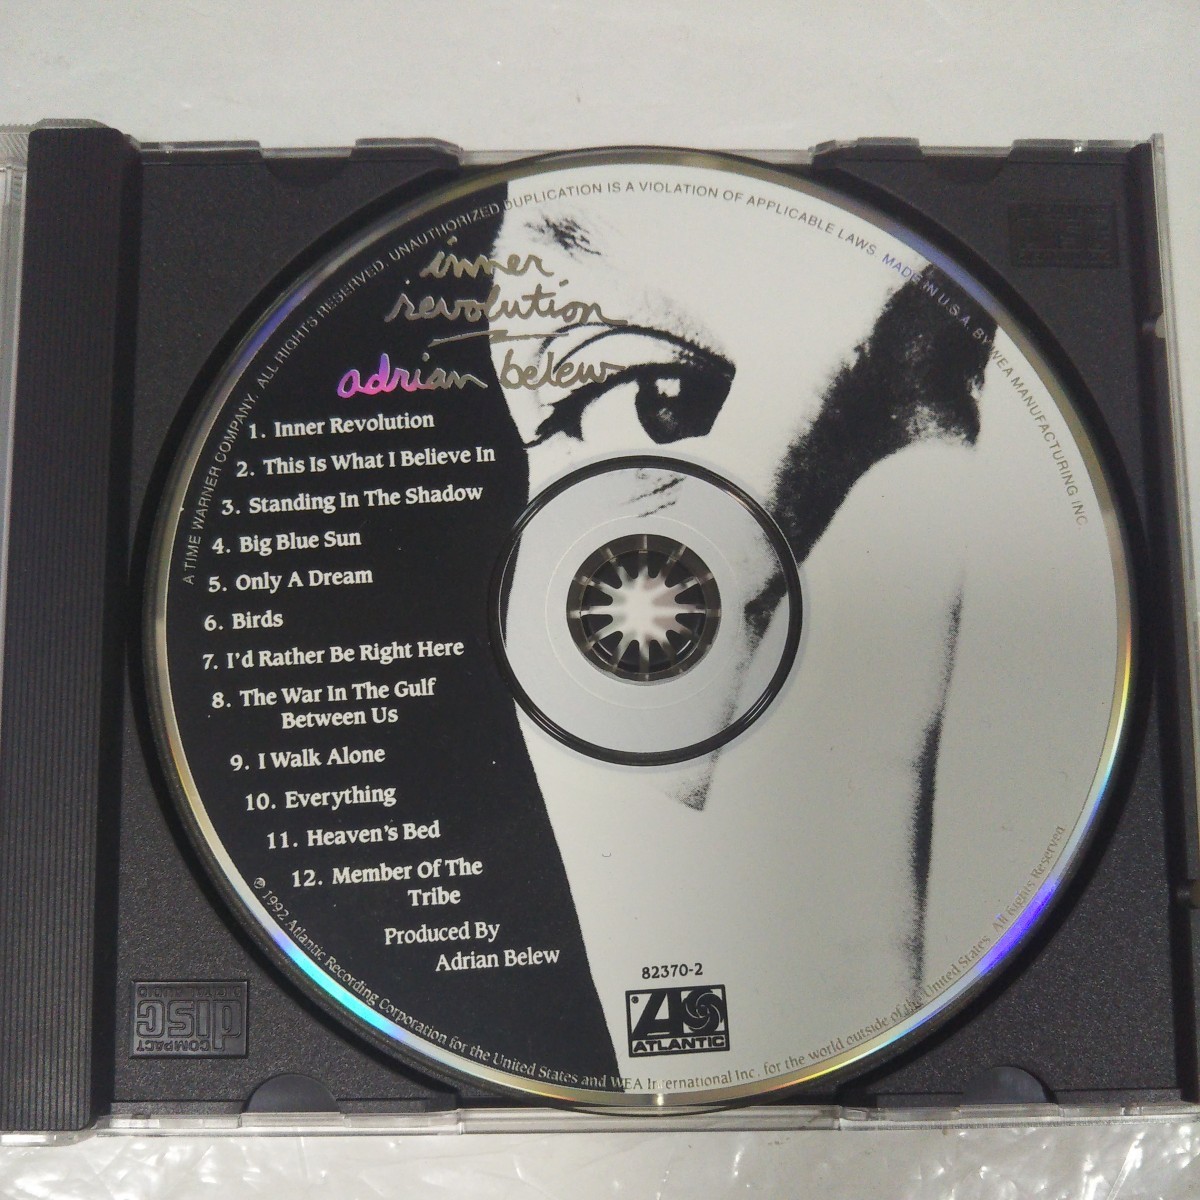 A TIME WARNER COMPANY. ALL RIGHTS RESERVED. UNAUTHORIZED DUPLICATION IS A VIOLATION OF APPLICABLE LAWS. MADE IN U.S.A. BY WEA MANUFACTURING INC.
inner
revolution
adrian belew
1. Inner Revolution
2. This Is What I Believe In
3. Standing In The Shadow
4. Big Blue Sun
5. Only A Dream
6. Birds
7. I'd Rather Be Right Here
8. The War In The Gulf
Between Us
9. I Walk Alone
10. Everything
11. Heaven's Bed
12. Member Of The
Tribe
Produced By
Adrian Belew
82370-2
ATLANTIC
℗ 1992 Atlantic Recording Corporation for the United States and WEA International Inc. for the world outside of the United States. All Rights Reserved
COMPACT
disc
DIGITAL AUDIO